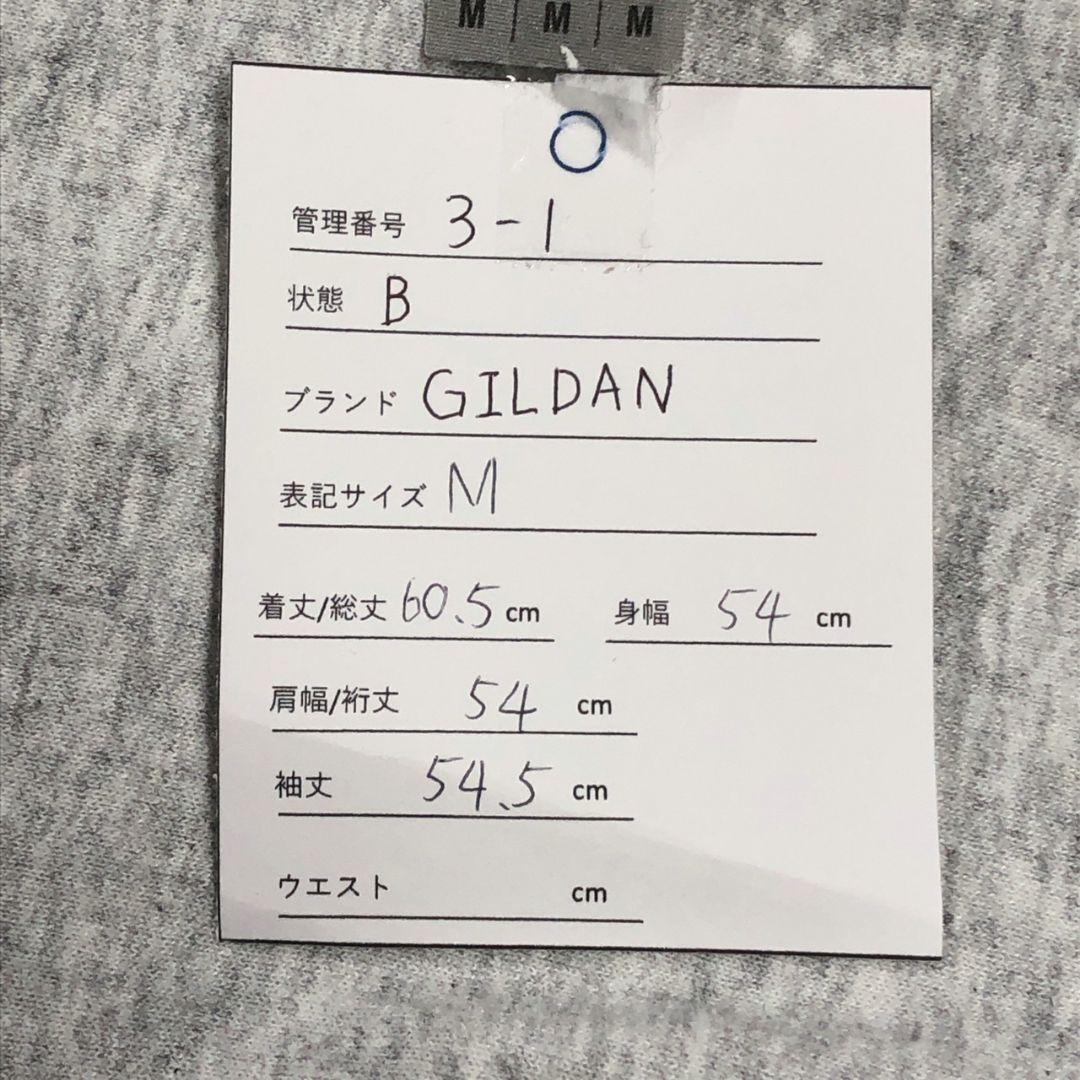 M | M | M
管理番号 3-1
状態 B
ブランド GILDAN
表記サイズ M
着丈/総丈 60.5 cm 身幅 54 cm
肩幅/裄丈 54 cm
袖丈 54.5 cm
ウエスト cm